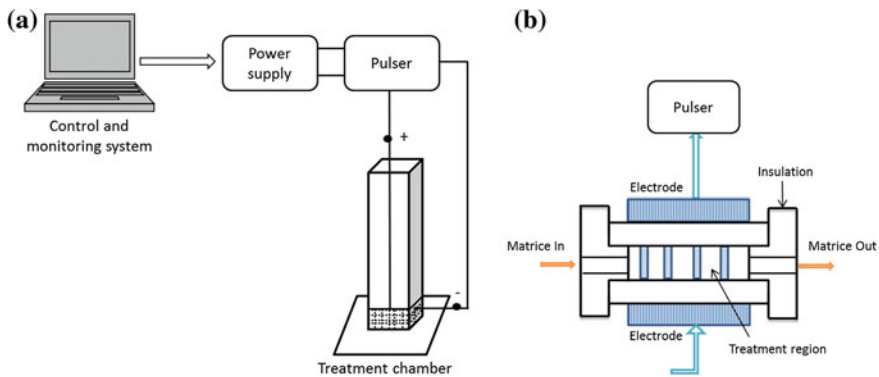 (a)
Power
supply
Pulser
Control and
monitoring system
+
-
Treatment chamber
(b)
Pulser
Insulation
Electrode
Matrice In
Matrice Out
Electrode
Treatment region